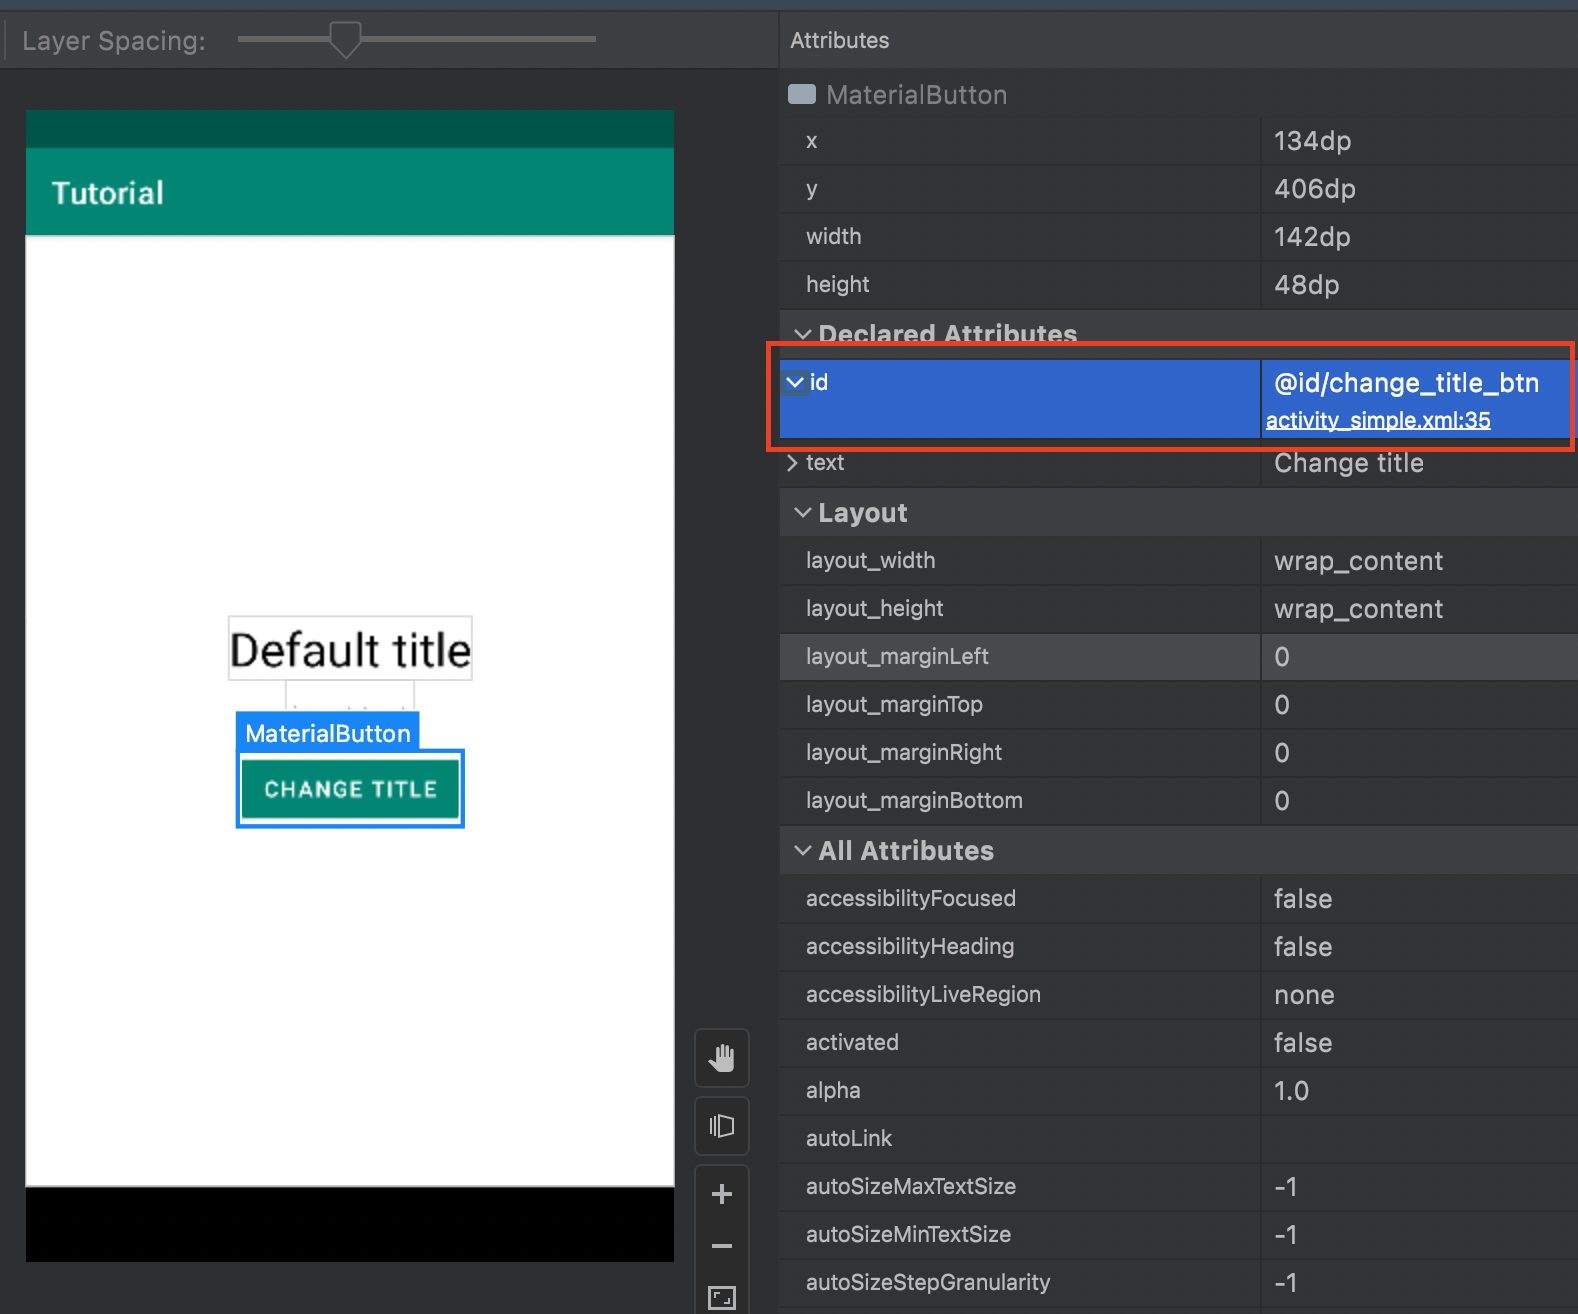 Layer Spacing:
Tutorial
Default title
MaterialButton
CHANGE TITLE
Attributes
MaterialButton
x 134dp
y 406dp
width 142dp
height 48dp
Declared Attributes
id @id/change_title_btn
activity_simple.xml:35
text Change title
Layout
layout_width wrap_content
layout_height wrap_content
layout_marginLeft 0
layout_marginTop 0
layout_marginRight 0
layout_marginBottom 0
All Attributes
accessibilityFocused false
accessibilityHeading false
accessibilityLiveRegion none
activated false
alpha 1.0
autoLink
autoSizeMaxTextSize -1
autoSizeMinTextSize -1
autoSizeStepGranularity -1